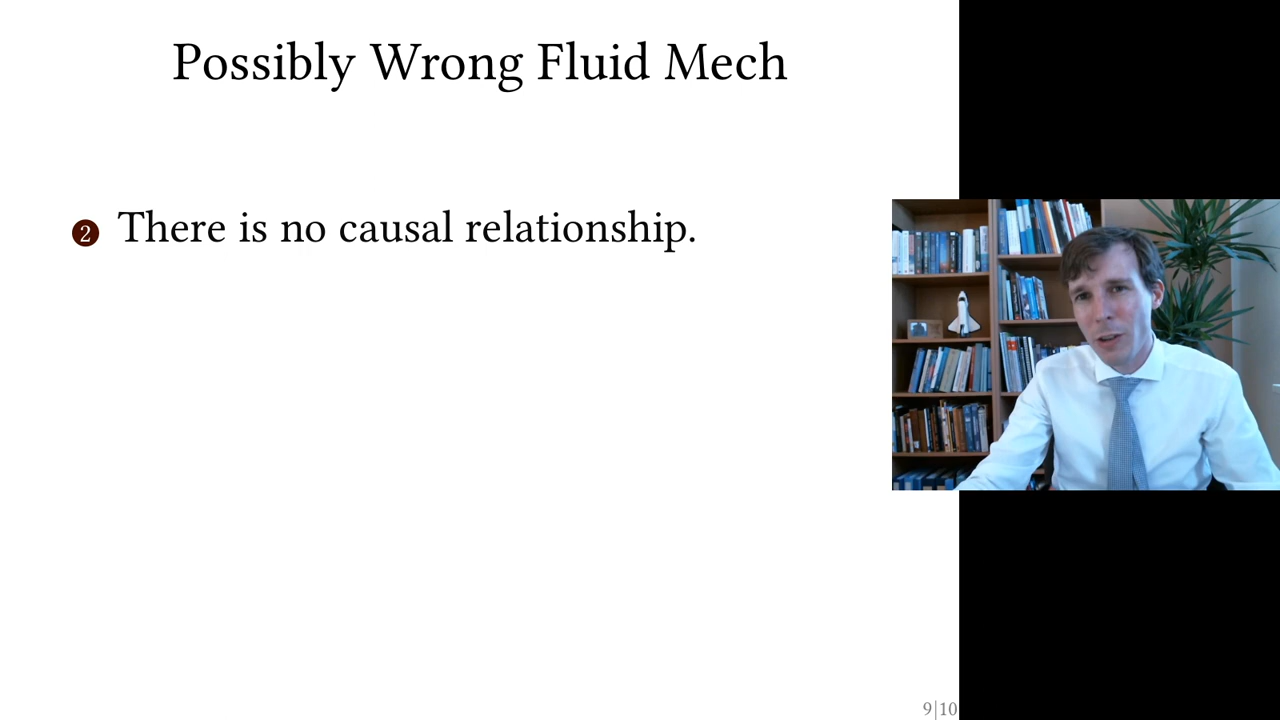 Possibly Wrong Fluid Mech
2 There is no causal relationship.
9|10